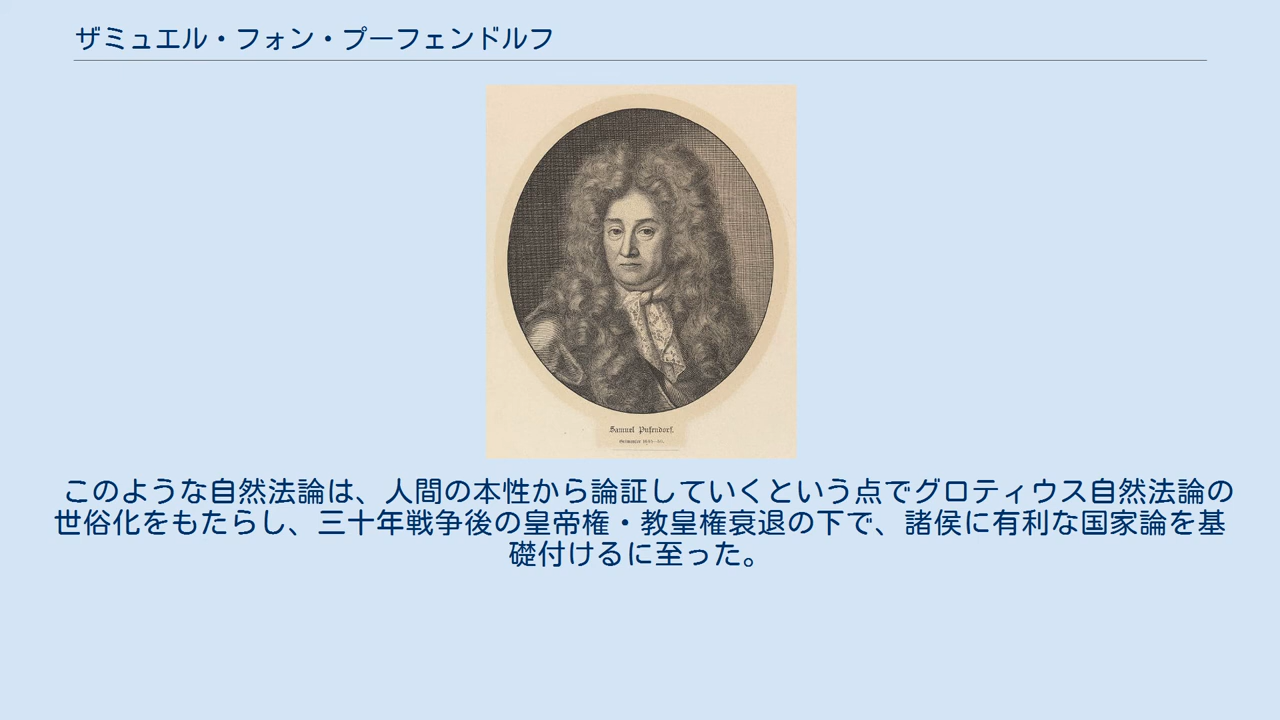 ザミュエル・フォン・プーフェンドルフ
Samuel Pufendorf.
このような自然法論は、人間の本性から論証していくという点でグロティウス自然法論の
世俗化をもたらし、三十年戦争後の皇帝権・教皇権衰退の下で、諸侯に有利な国家論を基
礎付けるに至った。